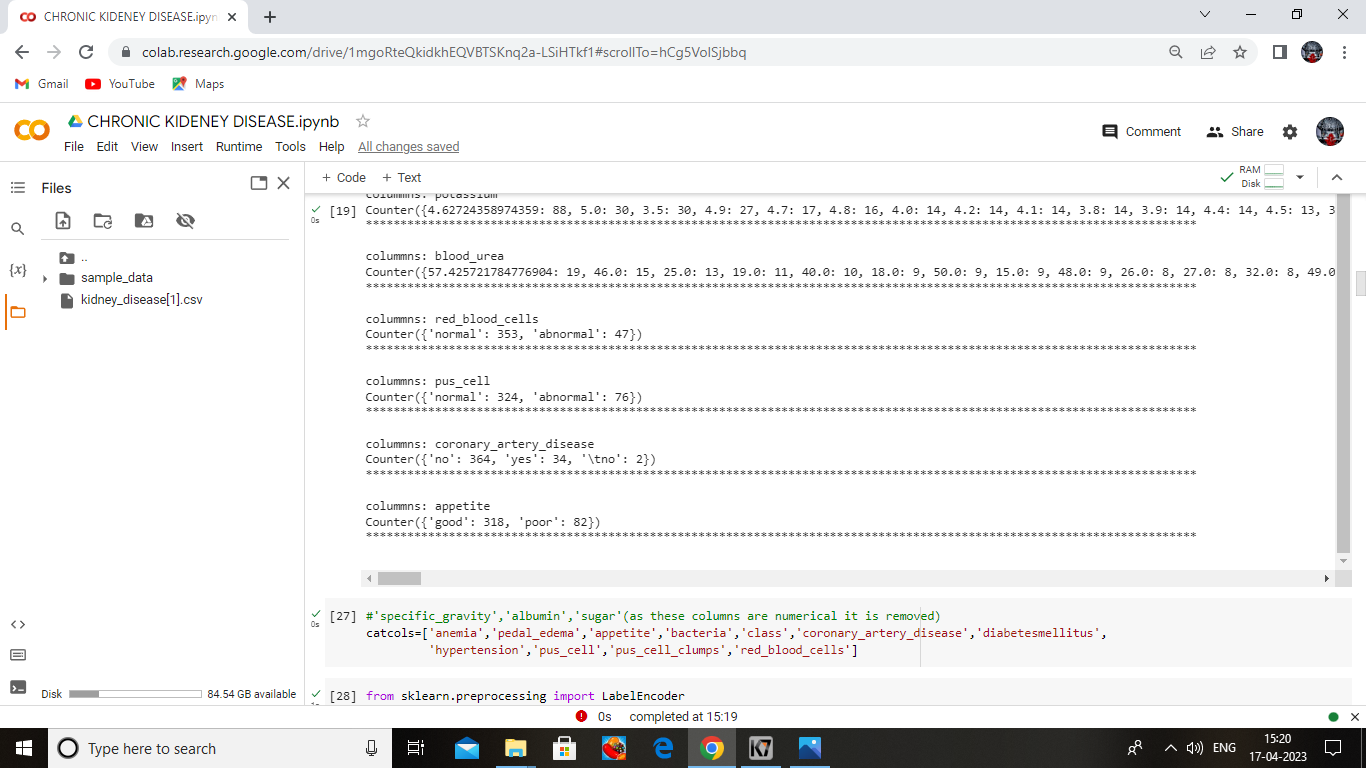 CHRONIC KIDENEY DISEASE.ipyn
colab.research.google.com/drive/1mgoRteQkidkhEQVBTSKnq2a-LSiHTkf1#scrollTo=hCg5VolSjbbq
Gmail YouTube Maps
CHRONIC KIDENEY DISEASE.ipynb
Comment Share
File Edit View Insert Runtime Tools Help All changes saved
Files
+ Code + Text
RAM
Disk
{x}
..
sample_data
kidney_disease[1].csv
Disk 84.54 GB available
colummns: potassium
[19] Counter({4.62724358974359: 88, 5.0: 30, 3.5: 30, 4.9: 27, 4.7: 17, 4.8: 16, 4.0: 14, 4.2: 14, 4.1: 14, 3.8: 14, 3.9: 14, 4.4: 14, 4.5: 13, 3
0s
************************************************************************************************************************
colummns: blood_urea
Counter({57.425721784776904: 19, 46.0: 15, 25.0: 13, 19.0: 11, 40.0: 10, 18.0: 9, 50.0: 9, 15.0: 9, 48.0: 9, 26.0: 8, 27.0: 8, 32.0: 8, 49.0
************************************************************************************************************************
colummns: red_blood_cells
Counter({'normal': 353, 'abnormal': 47})
************************************************************************************************************************
colummns: pus_cell
Counter({'normal': 324, 'abnormal': 76})
************************************************************************************************************************
colummns: coronary_artery_disease
Counter({'no': 364, 'yes': 34, '\tno': 2})
************************************************************************************************************************
colummns: appetite
Counter({'good': 318, 'poor': 82})
************************************************************************************************************************
[27] #'specific_gravity','albumin','sugar'(as these columns are numerical it is removed)
0s
catcols=['anemia','pedal_edema','appetite','bacteria','class','coronary_artery_disease','diabetesmellitus',
'hypertension','pus_cell','pus_cell_clumps','red_blood_cells']
[28] from sklearn.preprocessing import LabelEncoder
0s completed at 15:19
Type here to search
ENG
15:20
17-04-2023